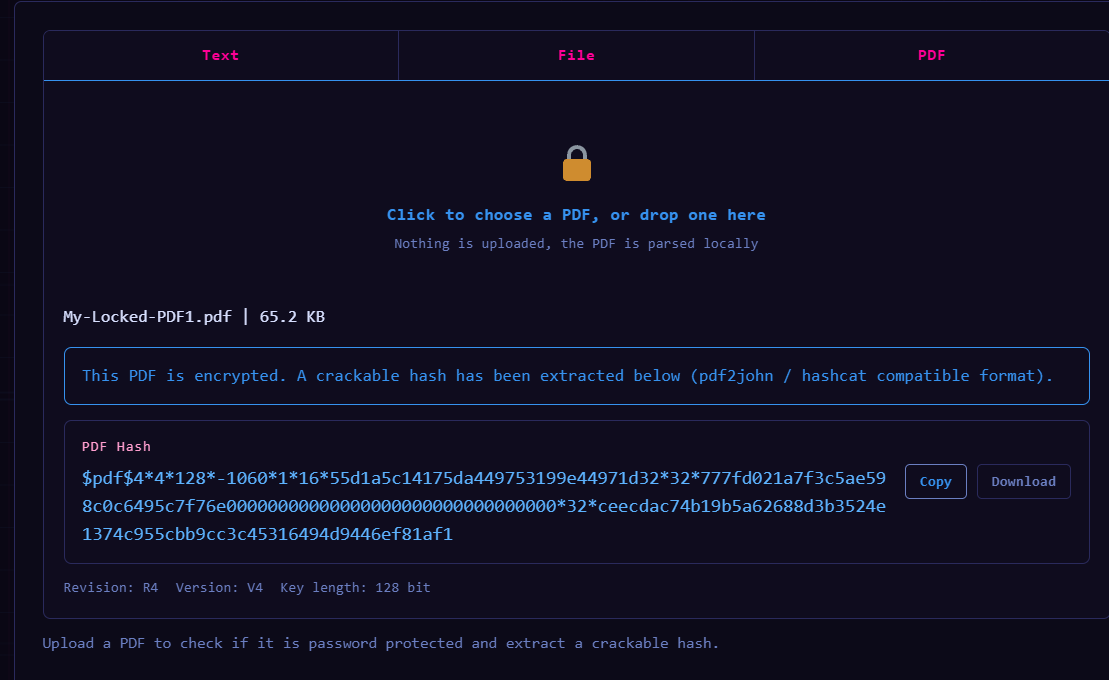 Text
File
PDF
Click to choose a PDF, or drop one here
Nothing is uploaded, the PDF is parsed locally
My-Locked-PDF1.pdf | 65.2 KB
This PDF is encrypted. A crackable hash has been extracted below (pdf2john / hashcat compatible format).
PDF Hash
$pdf$4*4*128*-1060*1*16*55d1a5c14175da449753199e44971d32*32*777fd021a7f3c5ae59
8c0c6495c7f76e00000000000000000000000000000000*32*ceecdac74b19b5a62688d3b3524e
1374c955cbb9cc3c45316494d9446ef81af1
Copy
Download
Revision: R4 Version: V4 Key length: 128 bit
Upload a PDF to check if it is password protected and extract a crackable hash.